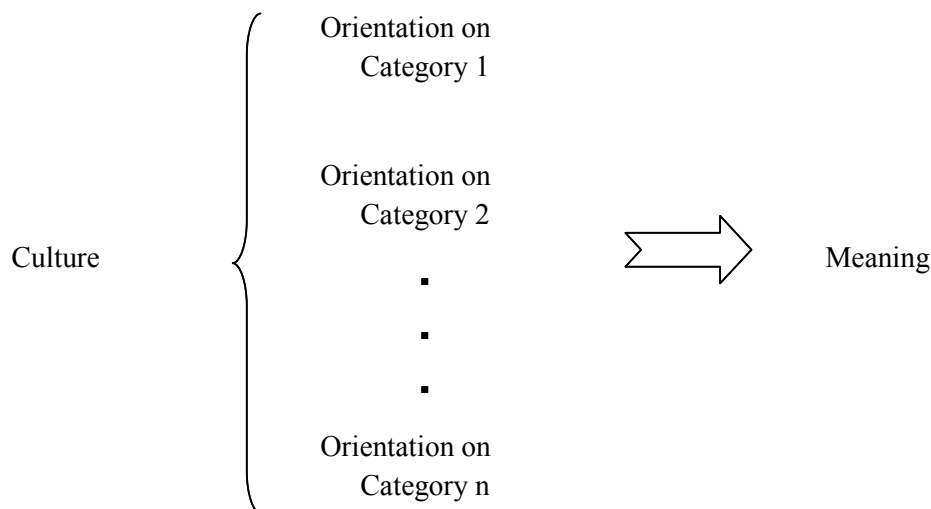 Orientation on
Category 1
Orientation on
Category 2
Culture
Meaning
Orientation on
Category n